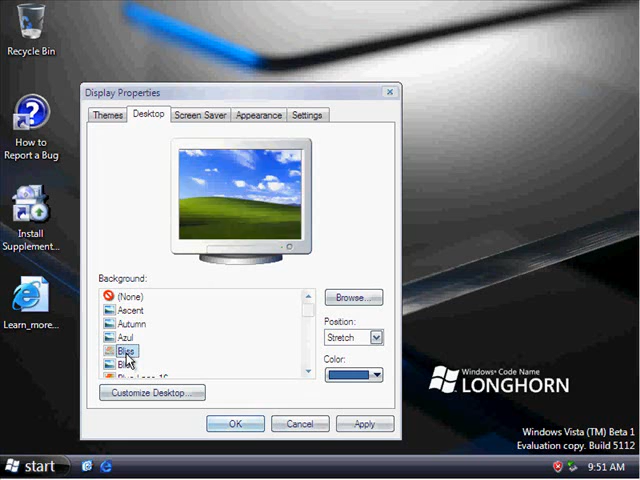 Recycle Bin
How to
Report a Bug
Install
Supplement...
Learn_more...
Display Properties
Themes
Desktop
Screen Saver
Appearance
Settings
Background:
(None)
Ascent
Autumn
Azul
Bliss
Browse...
Position:
Stretch
Color:
Customize Desktop...
OK
Cancel
Apply
Windows® Code Name
LONGHORN
Windows Vista (TM) Beta 1
Evaluation copy. Build 5112
start
9:51 AM